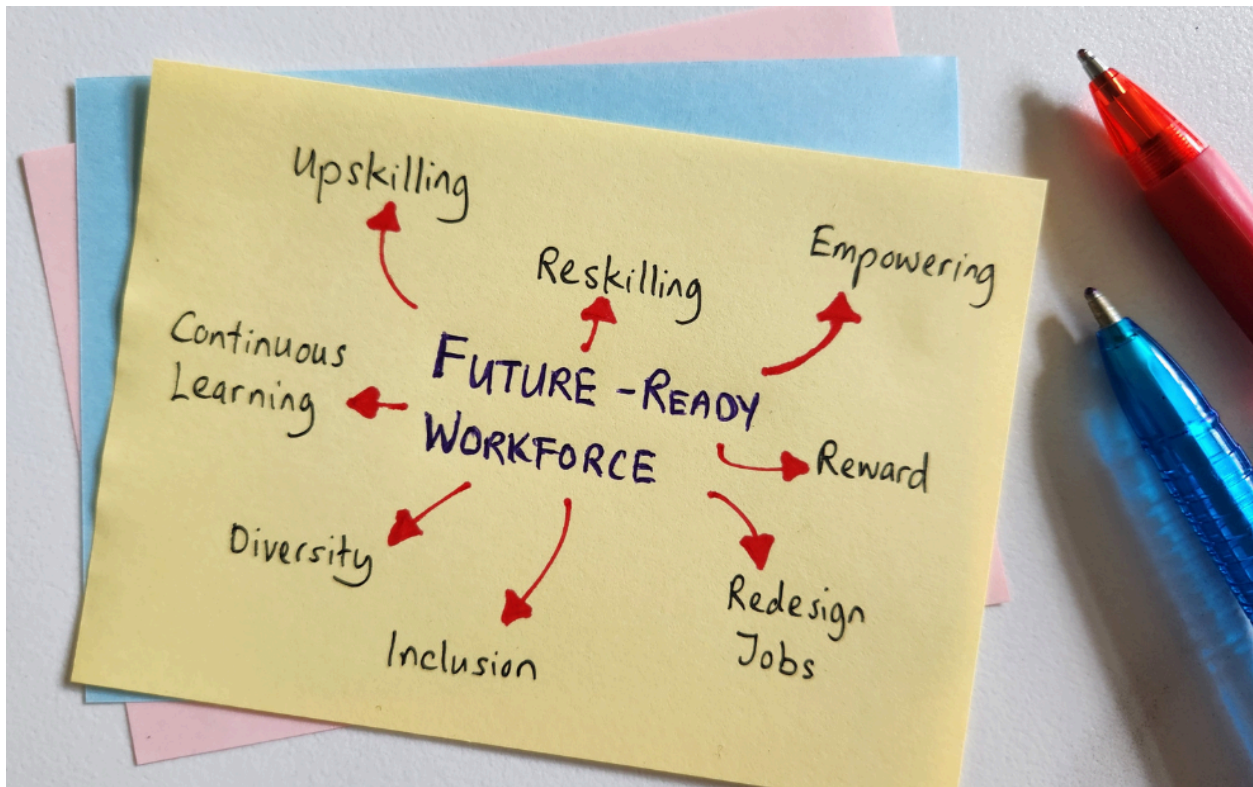 Upskilling
Reskilling
Empowering
Continuous
Learning
FUTURE-READY
WORKFORCE
Reward
Diversity
Inclusion
Redesign
Jobs